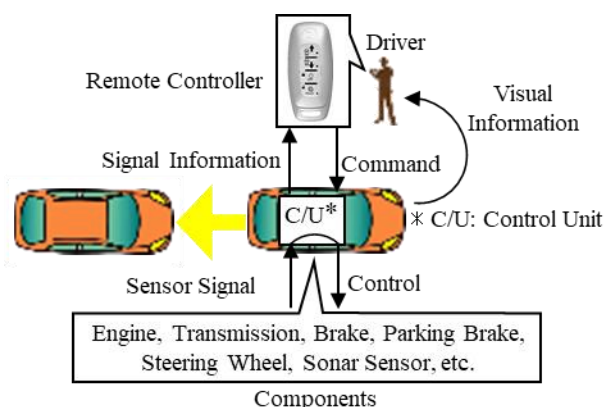 Driver
Remote Controller
Visual
Information
Signal Information
Command
C/U*
* C/U: Control Unit
Sensor Signal
Control
Engine, Transmission, Brake, Parking Brake,
Steering Wheel, Sonar Sensor, etc.
Components